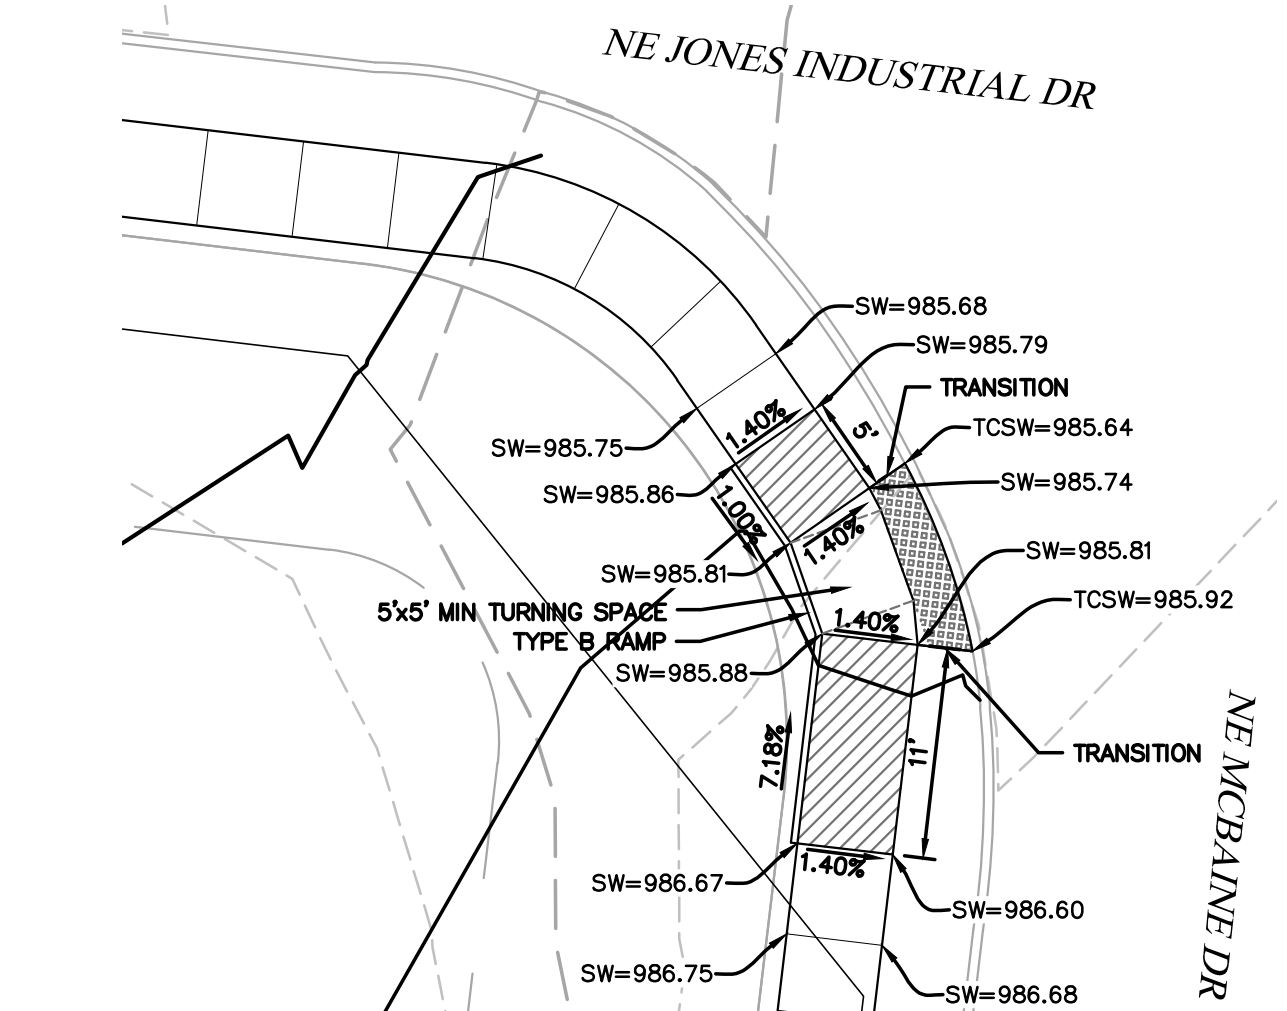 NE JONES INDUSTRIAL DR
SW=985.68
SW=985.79
TRANSITION
1.40%
5'
TCSW=985.64
SW=985.75
SW=985.74
SW=985.86
1.00%
1.40%
SW=985.81
SW=985.81
5'x5' MIN TURNING SPACE
TCSW=985.92
1.40%
TYPE B RAMP
SW=985.88
7.18%
11'
TRANSITION
NE MCBAINE DR
1.40%
SW=986.67
SW=986.60
SW=986.75
SW=986.68